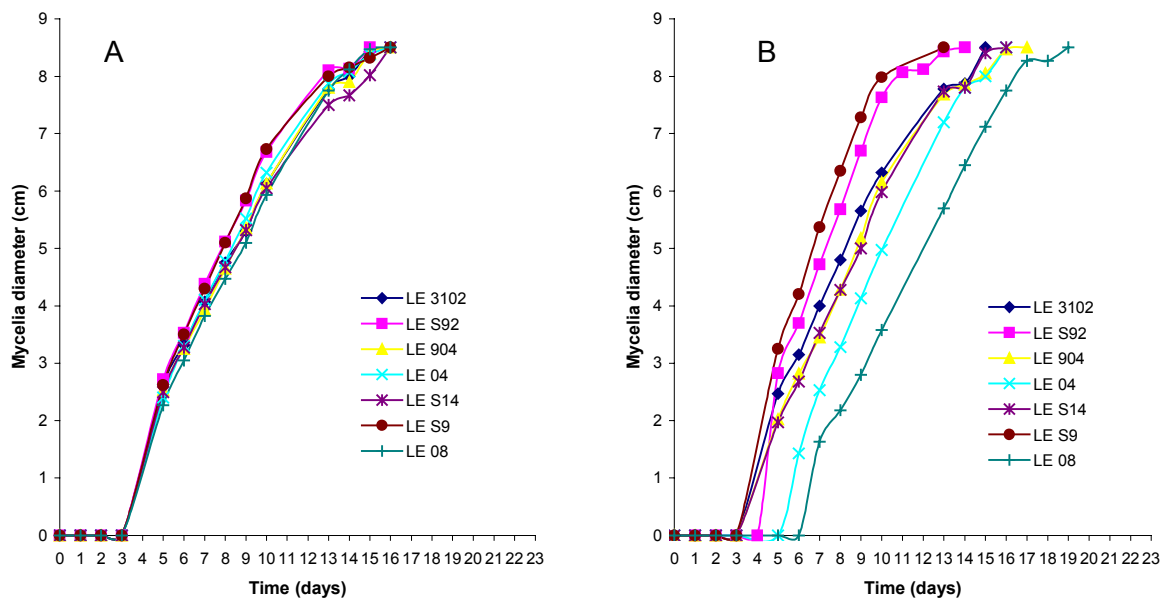 A
Mycelia diameter (cm)
9
8
7
6
5
4
3
2
1
0
0 1 2 3 4 5 6 7 8 9 10 11 12 13 14 15 16 17 18 19 20 21 22 23
Time (days)
LE 3102
LE S92
LE 904
LE 04
LE S14
LE S9
LE 08
B
Mycelia diameter (cm)
9
8
7
6
5
4
3
2
1
0
0 1 2 3 4 5 6 7 8 9 10 11 12 13 14 15 16 17 18 19 20 21 22 23
Time (days)
LE 3102
LE S92
LE 904
LE 04
LE S14
LE S9
LE 08